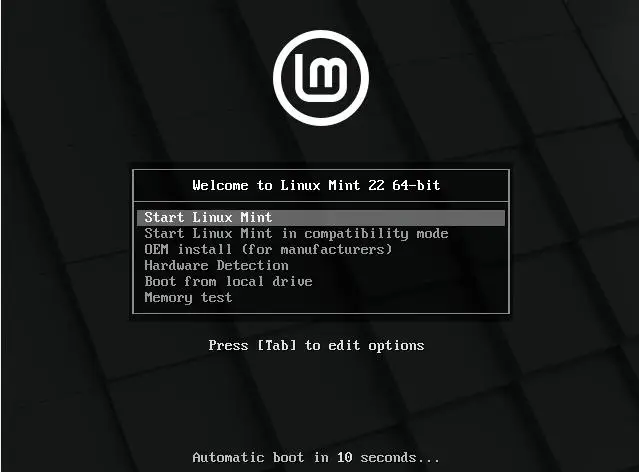 lm
Welcome to Linux Mint 22 64-bit
Start Linux Mint
Start Linux Mint in compatibility mode
OEM install (for manufacturers)
Hardware Detection
Boot from local drive
Memory test
Press [Tab] to edit options
Automatic boot in 10 seconds...